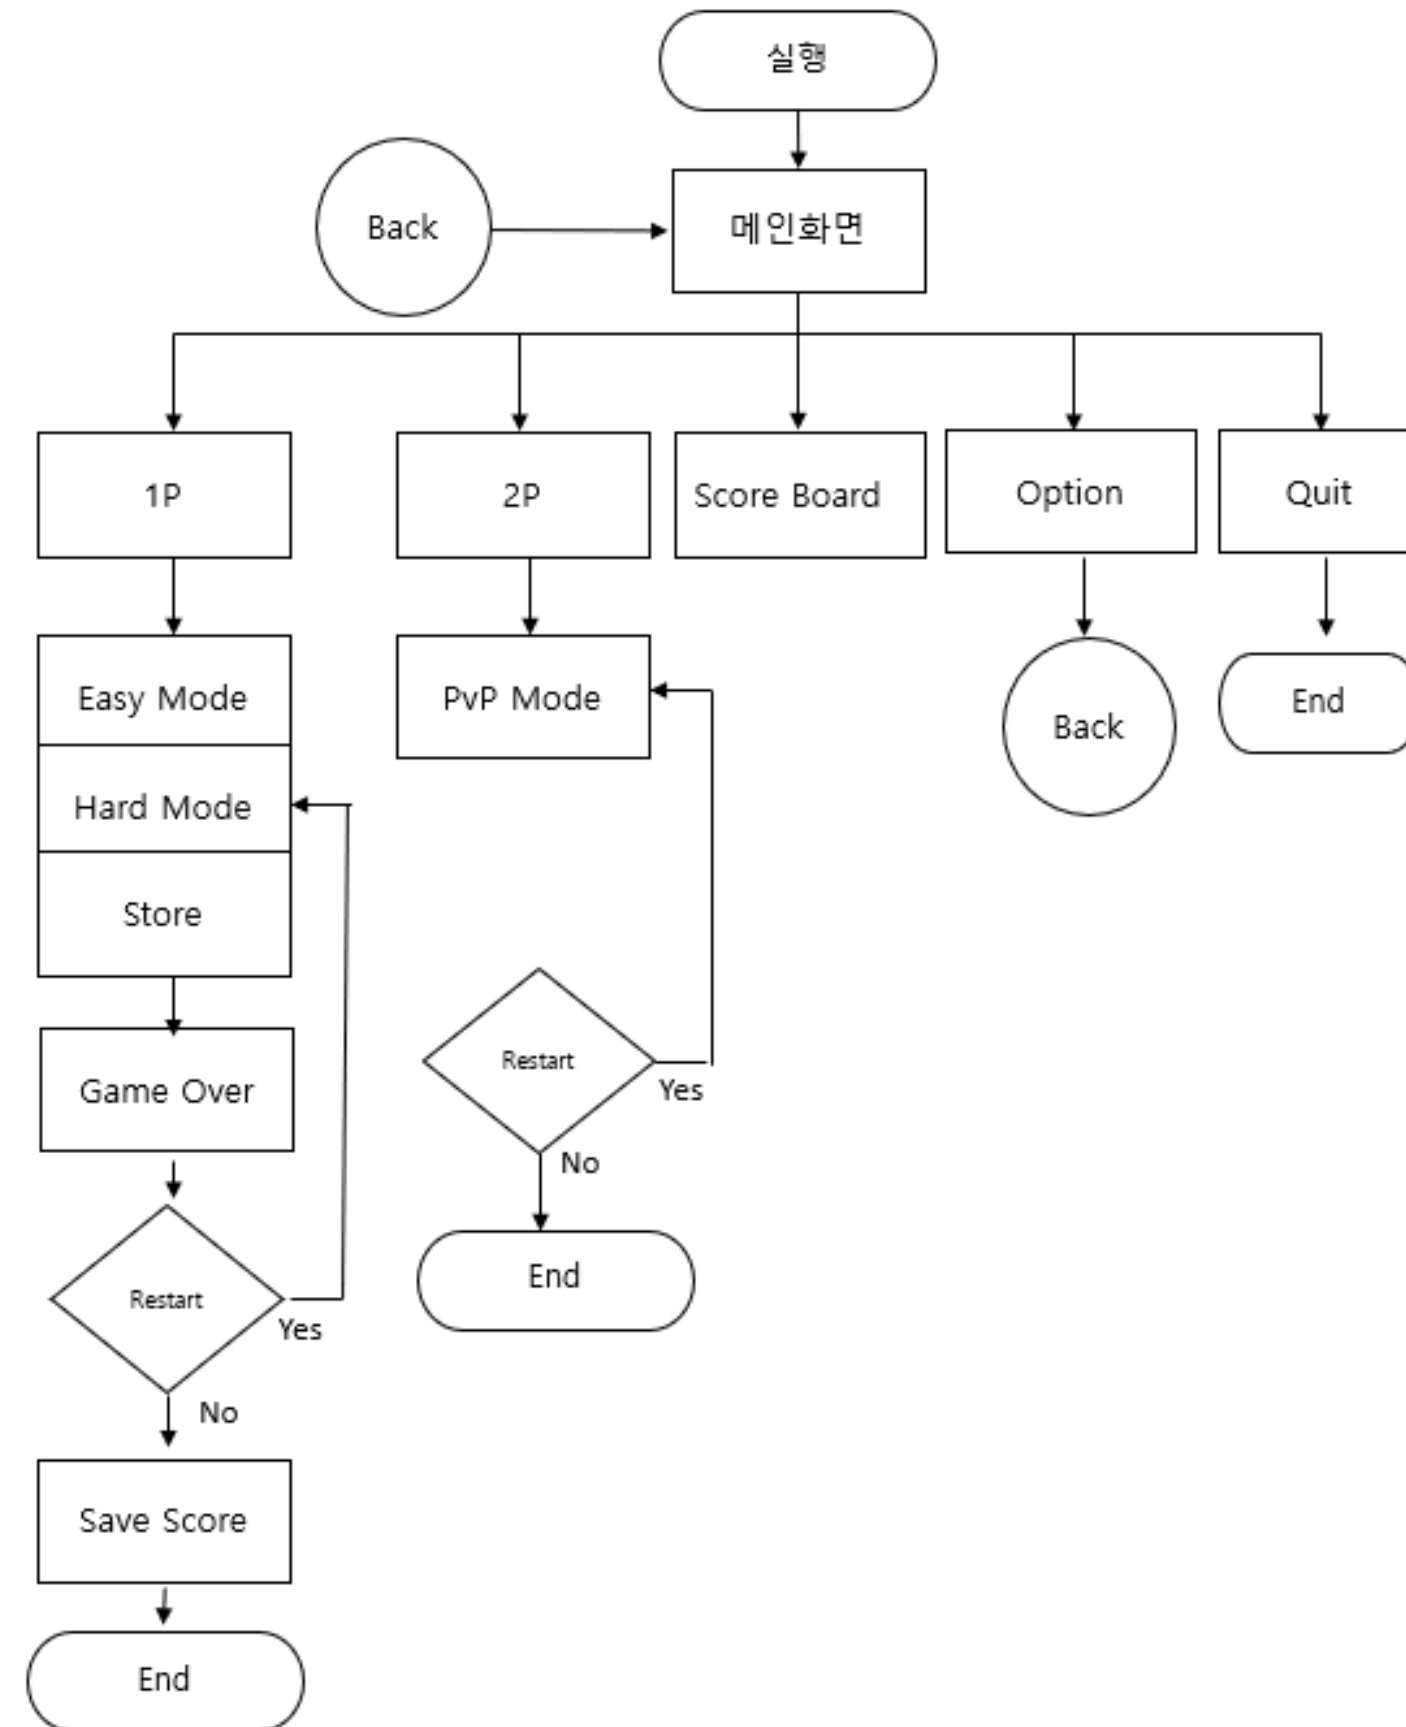 실행
Back
메인화면
1P
2P
Score Board
Option
Quit
Easy Mode
PvP Mode
Back
End
Hard Mode
Store
Game Over
Restart
Yes
No
End
Restart
Yes
No
Save Score
End